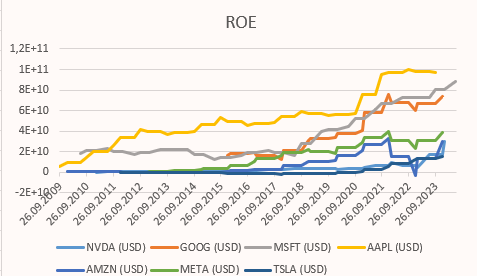 ROE
1,2E+11
1E+11
8E+10
6E+10
4E+10
2E+10
0
-2E+10
26.09.2009
26.09.2010
26.09.2011
26.09.2012
26.09.2013
26.09.2014
26.09.2015
26.09.2016
26.09.2017
26.09.2018
26.09.2019
26.09.2020
26.09.2021
26.09.2022
26.09.2023
NVDA (USD) GOOG (USD) MSFT (USD) AAPL (USD)
AMZN (USD) META (USD) TSLA (USD)